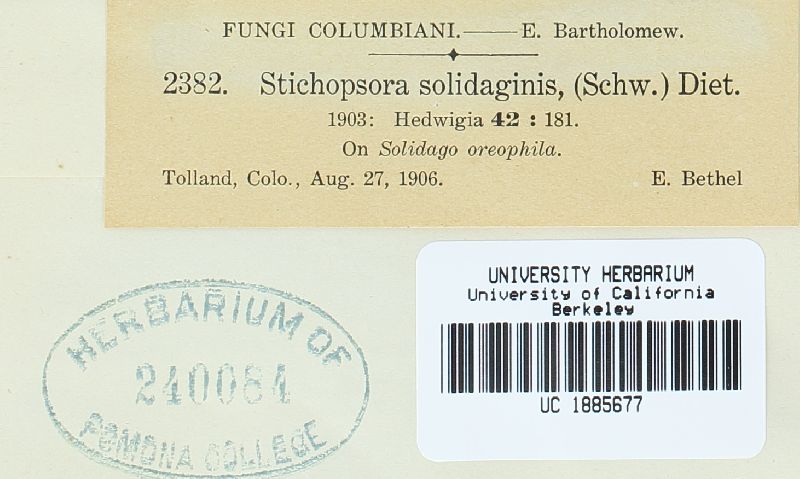 FUNGI COLUMBIANI.—E. Bartholomew.
2382. Stichopsora solidaginis, (Schw.) Diet.
1903: Hedwigia 42 : 181.
On Solidago oreophila.
Tolland, Colo., Aug. 27, 1906. E. Bethel
HERBARIUM OF
240084
POMONA COLLEGE
UNIVERSITY HERBARIUM
University of California
Berkeley
UC 1885677